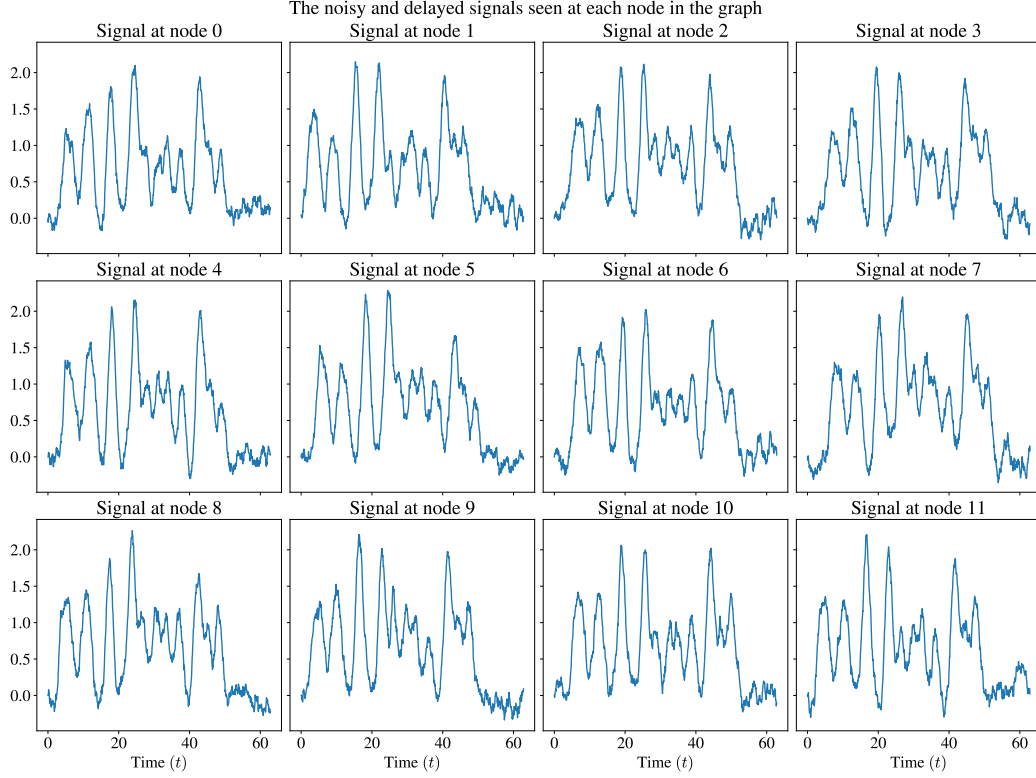 The noisy and delayed signals seen at each node in the graph
Signal at node 0 Signal at node 1 Signal at node 2 Signal at node 3
2.0
1.5
1.0
0.5
0.0
Signal at node 4 Signal at node 5 Signal at node 6 Signal at node 7
2.0
1.5
1.0
0.5
0.0
Signal at node 8 Signal at node 9 Signal at node 10 Signal at node 11
2.0
1.5
1.0
0.5
0.0
0 20 40 60 0 20 40 60 0 20 40 60 0 20 40 60
Time (t) Time (t) Time (t) Time (t)